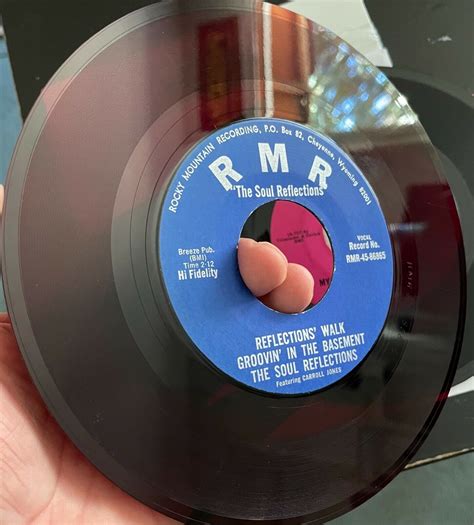 ROCKY MOUNTAIN RECORDING, P.O. Box 82, Cheyenne, Wyoming 82001
RMR
"The Soul Reflections"
Breeze Pub.
(BMI)
Time 2-12
Hi Fidelity
VOCAL
Record No.
RMR-45-86865
REFLECTIONS' WALK
GROOVIN' IN THE BASEMENT
THE SOUL REFLECTIONS
Featuring CARROLL JONES